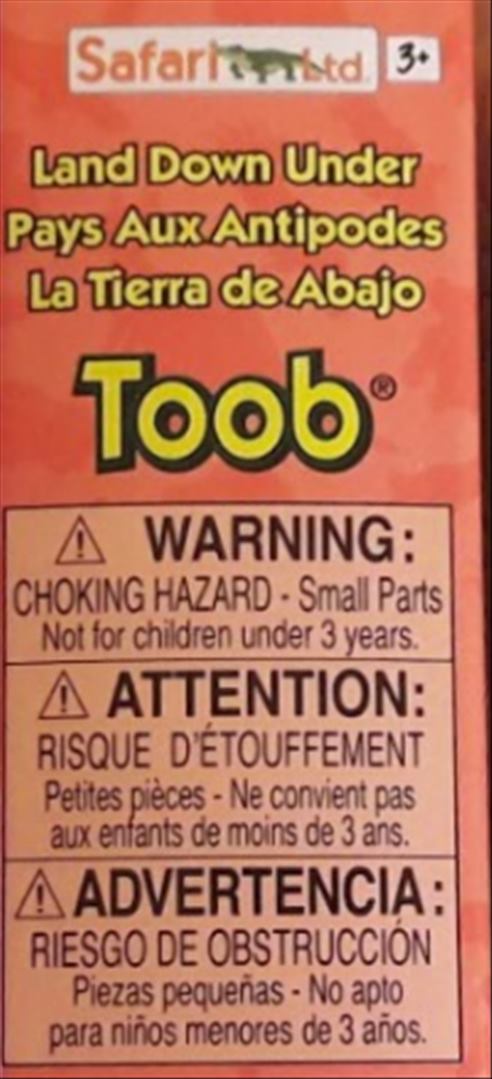 Safari Ltd. 3+
Land Down Under
Pays Aux Antipodes
La Tierra de Abajo
Toob®
⚠ WARNING:
CHOKING HAZARD - Small Parts
Not for children under 3 years.
⚠ ATTENTION:
RISQUE D'ÉTOUFFEMENT
Petites pièces - Ne convient pas
aux enfants de moins de 3 ans.
⚠ ADVERTENCIA:
RIESGO DE OBSTRUCCIÓN
Piezas pequeñas - No apto
para niños menores de 3 años.